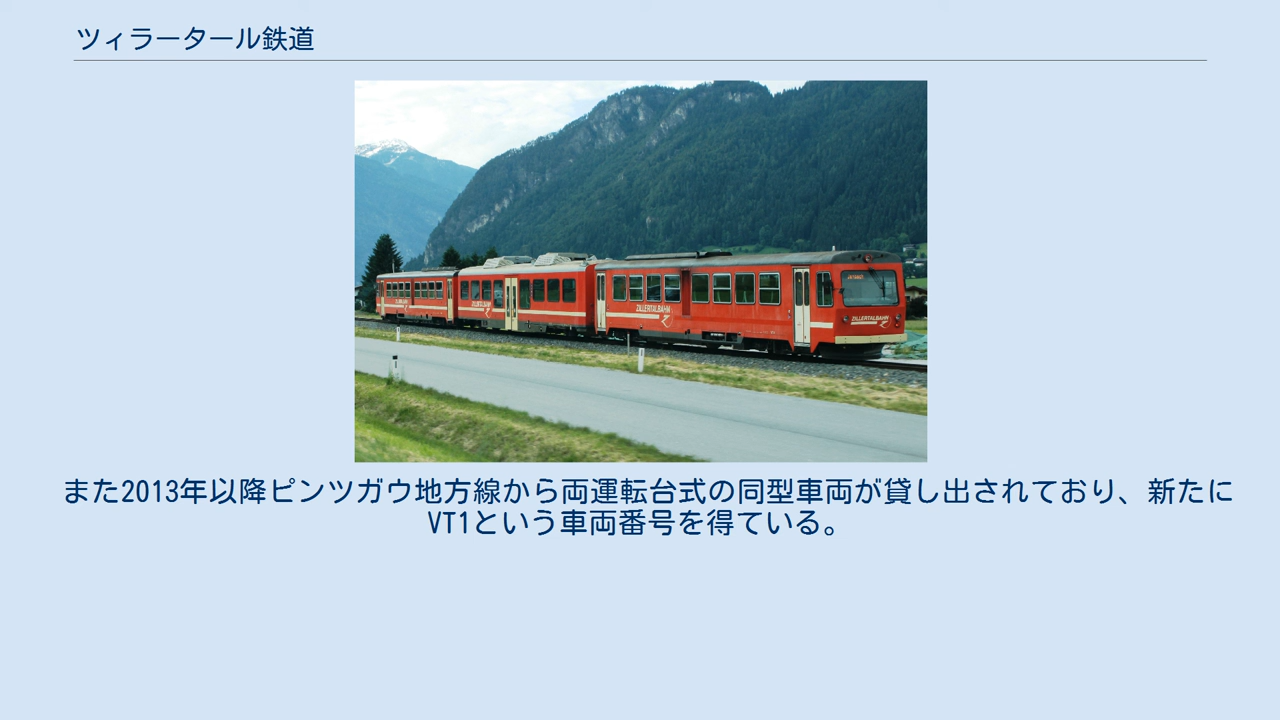 ツィラータール鉄道
ZILLERTALBAHN
ZILLERTALBAHN
ZILLERTALBAHN
また2013年以降ピンツガウ地方線から両運転台式の同型車両が貸し出されており、新たに
VT1という車両番号を得ている。